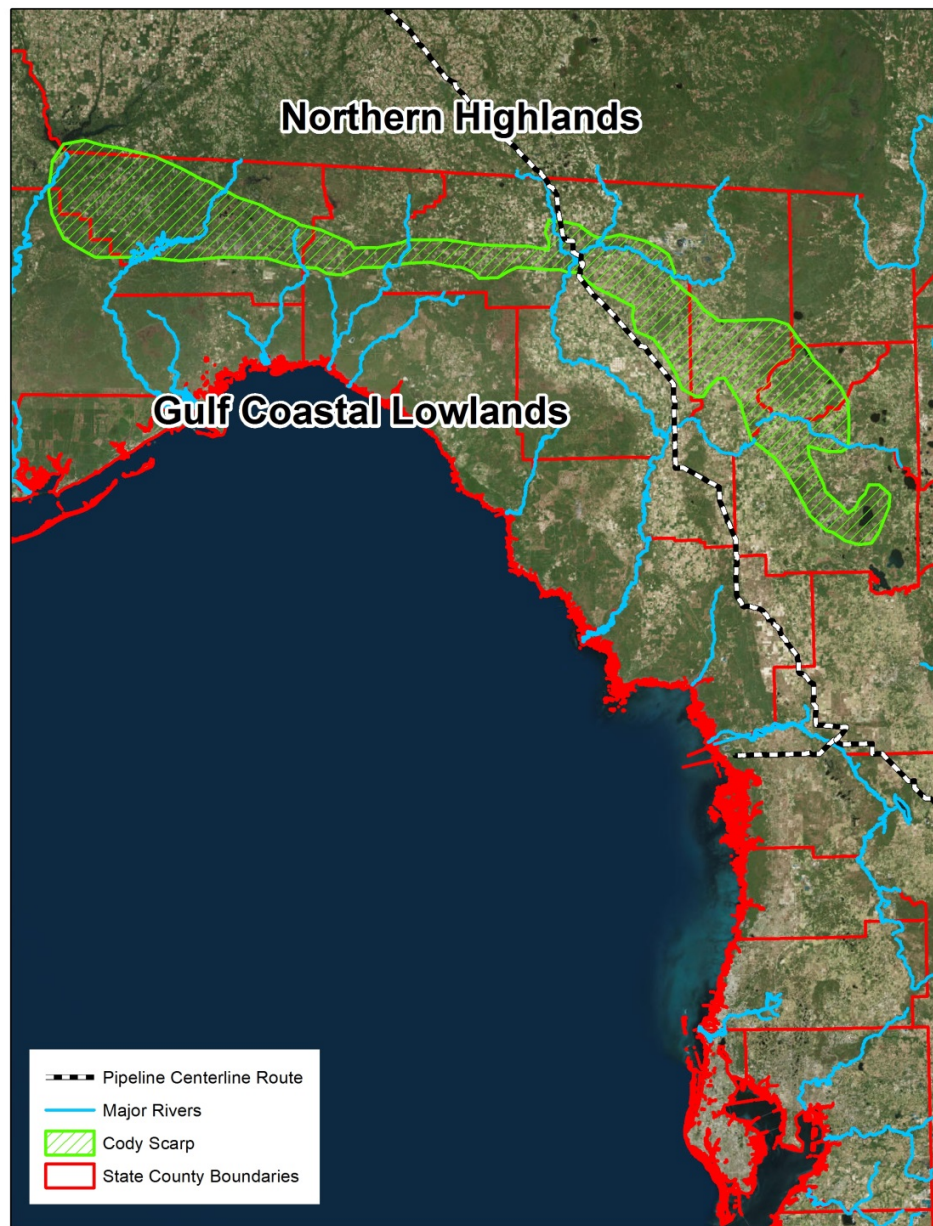 Northern Highlands
Gulf Coastal Lowlands
Pipeline Centerline Route
Major Rivers
Cody Scarp
State County Boundaries